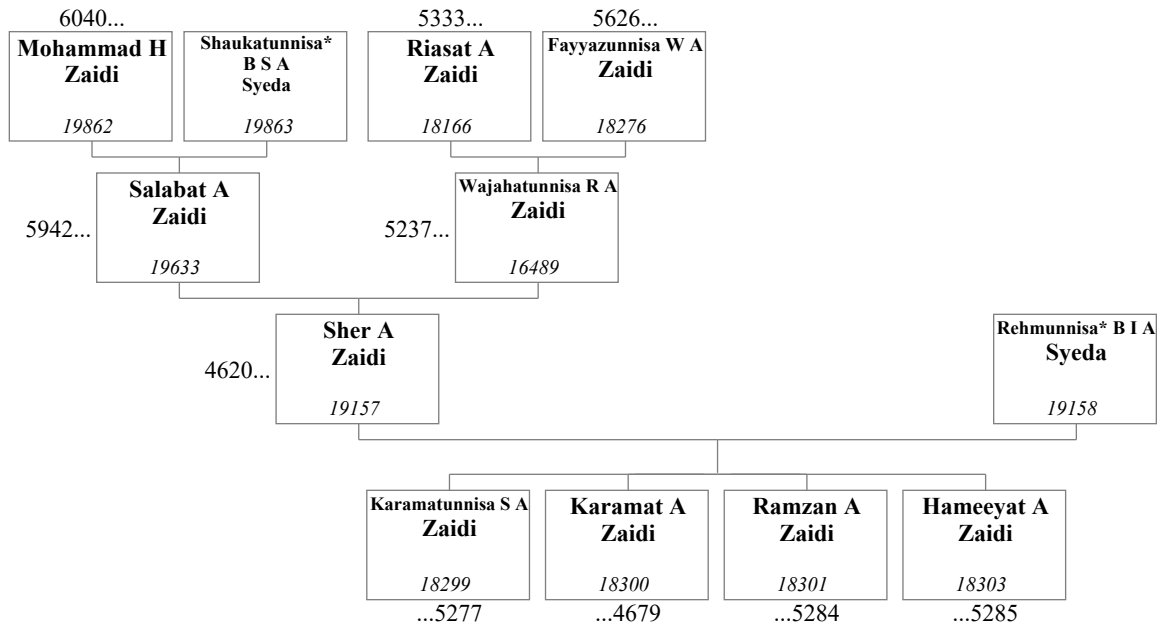 6040...
5333...
5626...
Mohammad H
Zaidi
19862
Shaukatunnisa*
B S A
Syeda
19863
Riasat A
Zaidi
18166
Fayyazunnisa W A
Zaidi
18276
5942...
Salabat A
Zaidi
19633
5237...
Wajahatunnisa R A
Zaidi
16489
4620...
Sher A
Zaidi
19157
Rehmunnisa* B I A
Syeda
19158
Karamatunnisa S A
Zaidi
18299
...5277
Karamat A
Zaidi
18300
...4679
Ramzan A
Zaidi
18301
...5284
Hameeyat A
Zaidi
18303
...5285